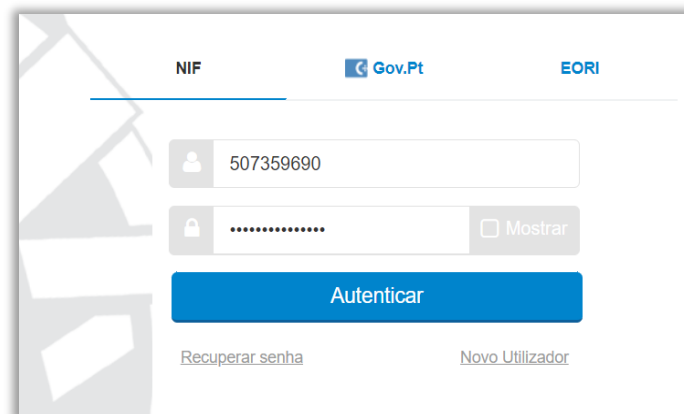 NIF Gov.Pt EORI
507359690
•••••••••••••••
Mostrar
Autenticar
Recuperar senha Novo Utilizador